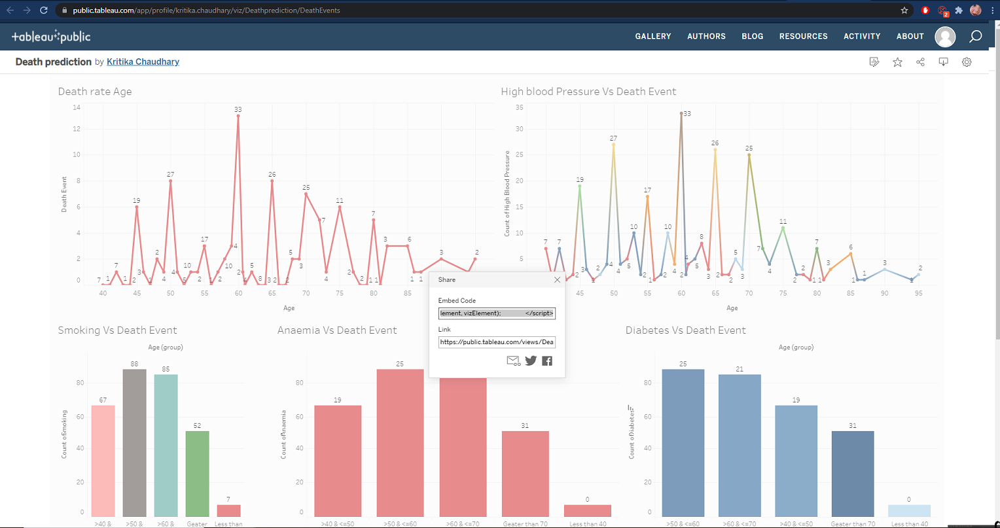 public.tableau.com/app/profile/kritika.chaudhary/viz/Deathprediction/DeathEvents
2
tableau public
GALLERY AUTHORS BLOG RESOURCES ACTIVITY ABOUT
Death prediction by Kritika Chaudhary
Death rate Age
14
12
10
8
6
4
2
0
Death Event
7 1 7 1 2 19 3 1 2 4 27 1 5 10 2 17 1 2 10 4 33 2 4 1 5 8 3 26 2 2 5 3 25 7 4 11 2 2 1 7 1 3 6 1 1 3 2
40 45 50 55 60 65 70 75 80 85
Age
High blood Pressure Vs Death Event
35
30
25
20
15
10
5
Count of High Blood Pressure
7 7 2 19 3 1 2 4 27 4 5 10 2 17 1 2 10 4 33 2 4 5 8 3 26 2 2 5 3 25 7 4 11 2 2 1 7 1 3 6 1 1 3 1 2
45 50 55 60 65 70 75 80 85 90 95
Age
Share
Embed Code
lement, vizElement); </script>
Link
https://public.tableau.com/views/Dea
Smoking Vs Death Event
Age (group)
80
60
40
20
0
Count of Smoking
67 88 85 52 7
>40 & >50 & >60 & Geater Less than
Anaemia Vs Death Event
80
60
40
20
0
Count of Anaemia
19 25 31 0
>40 & <=50 >50 & <=60 >60 & <=70 Geater than 70 Less than 40
Diabetes Vs Death Event
Age (group)
80
60
40
20
0
Count of Diabetes
25 21 19 31 0
>50 & <=60 >60 & <=70 >40 & <=50 Geater than 70 Less than 40